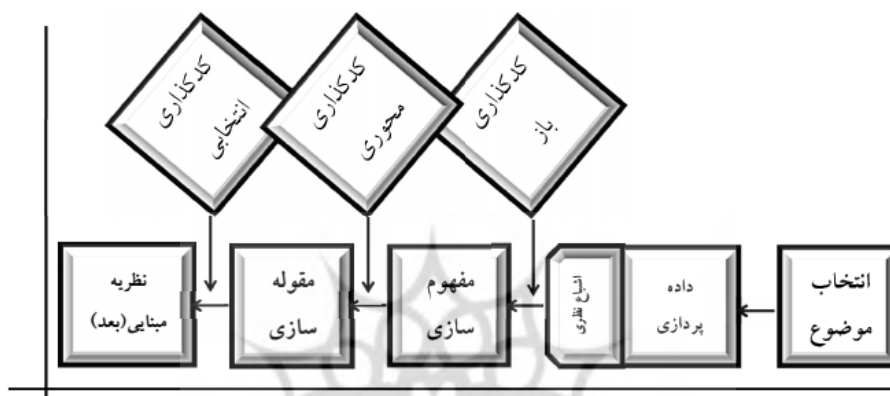 کدگذاری
باز
کدگذاری
محوری
کدگذاری
انتخابی
انتخاب
موضوع
داده
پردازی
اشباع نظری
مفهوم
سازی
مقوله
سازی
نظریه
مبنایی(بعد)